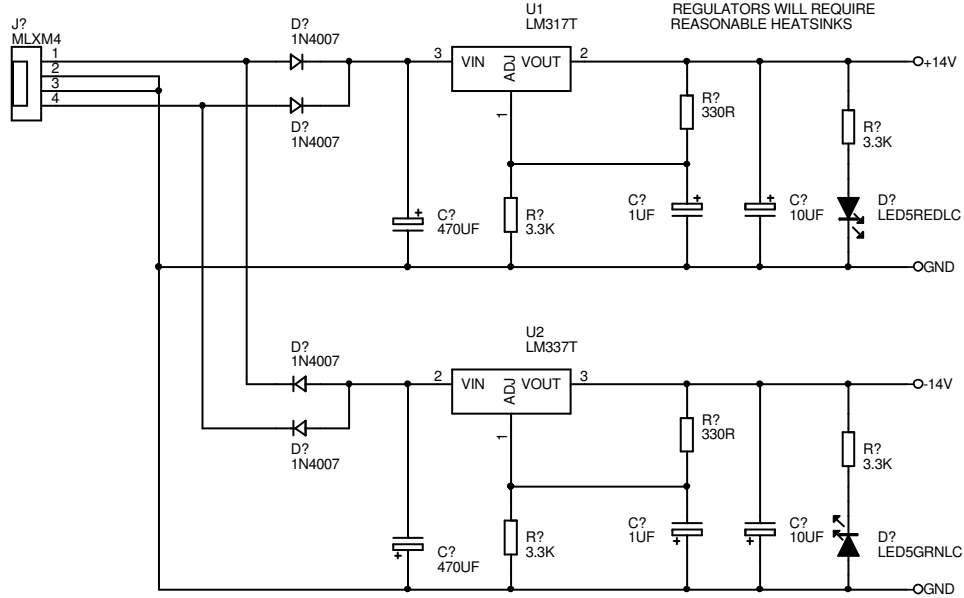 U1
LM317T
REGULATORS WILL REQUIRE
REASONABLE HEATSINKS
J?
MLXM4
D?
1N4007
1
2
3
4
D?
1N4007
3
VIN
ADJ
VOUT
2
1
+14V
R?
330R
R?
3.3K
C?
470UF
R?
3.3K
C?
1UF
C?
10UF
D?
LED5REDLC
GND
U2
LM337T
D?
1N4007
D?
1N4007
2
VIN
ADJ
VOUT
3
1
-14V
R?
330R
R?
3.3K
C?
470UF
R?
3.3K
C?
1UF
C?
10UF
D?
LED5GRNLC
GND